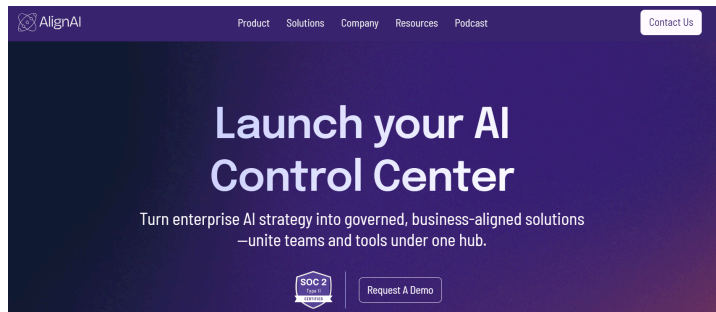 AlignAI
Product
Solutions
Company
Resources
Podcast
Contact Us
Launch your AI
Control Center
Turn enterprise AI strategy into governed, business-aligned solutions
—unite teams and tools under one hub.
SOC 2
Type II
CERTIFIED
Request A Demo